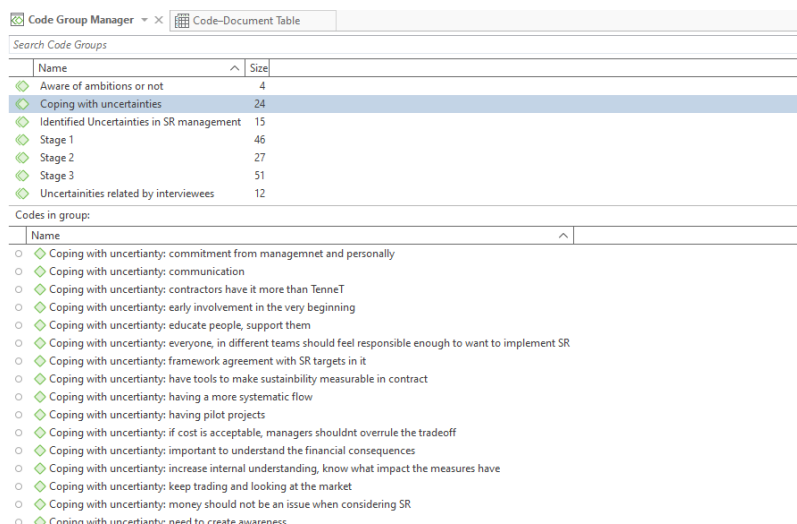 Code Group Manager
Code–Document Table
Search Code Groups
Name Size
Aware of ambitions or not 4
Coping with uncertainties 24
Identified Uncertainties in SR management 15
Stage 1 46
Stage 2 27
Stage 3 51
Uncertainities related by interviewees 12
Codes in group:
Name
Coping with uncertianty: commitment from managemnet and personally
Coping with uncertianty: communication
Coping with uncertianty: contractors have it more than TenneT
Coping with uncertianty: early involvement in the very beginning
Coping with uncertianty: educate people, support them
Coping with uncertianty: everyone, in different teams should feel responsible enough to want to implement SR
Coping with uncertianty: framework agreement with SR targets in it
Coping with uncertianty: have tools to make sustainbility measurable in contract
Coping with uncertianty: having a more systematic flow
Coping with uncertianty: having pilot projects
Coping with uncertianty: if cost is acceptable, managers shouldnt overrule the tradeoff
Coping with uncertianty: important to understand the financial consequences
Coping with uncertianty: increase internal understanding, know what impact the measures have
Coping with uncertianty: keep trading and looking at the market
Coping with uncertianty: money should not be an issue when considering SR
Coping with uncertianty: need to create awareness